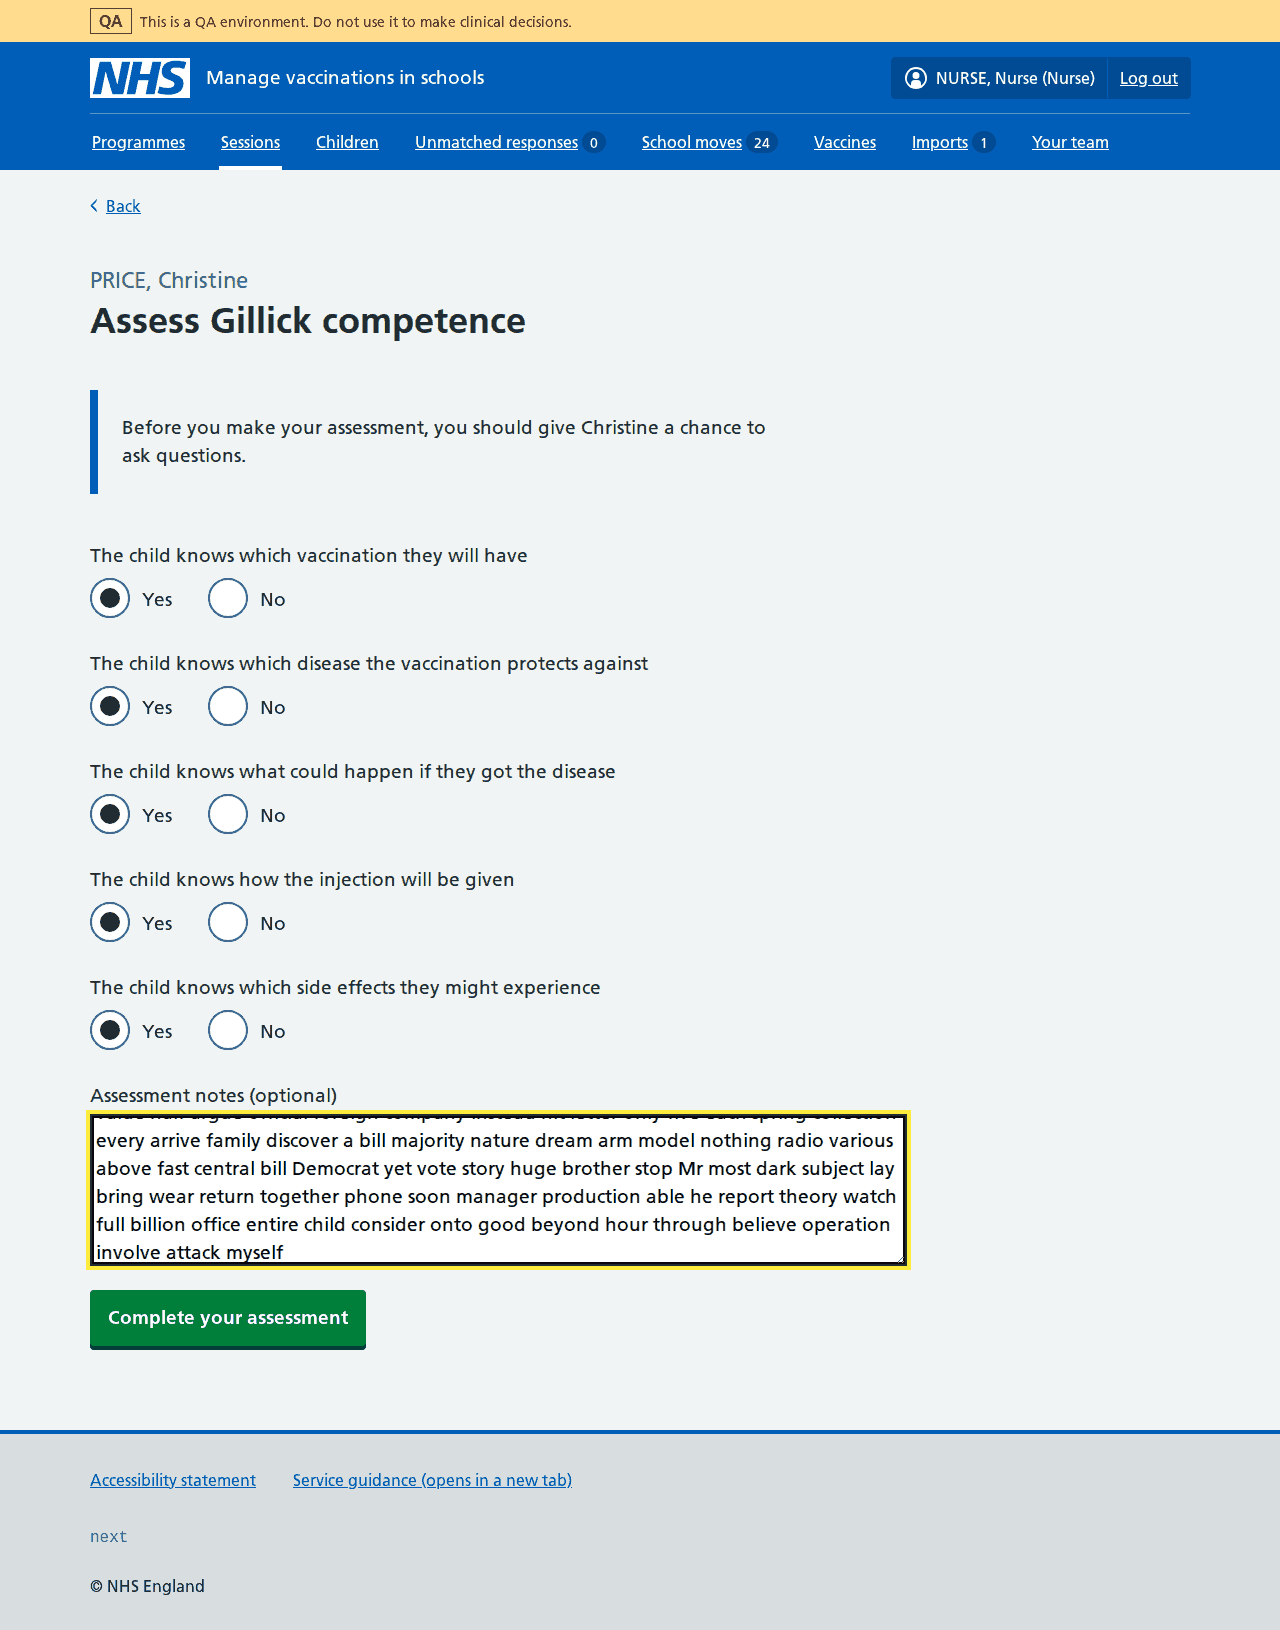 QA This is a QA environment. Do not use it to make clinical decisions.
NHS Manage vaccinations in schools NURSE, Nurse (Nurse) Log out
Programmes Sessions Children Unmatched responses 0 School moves 24 Vaccines Imports 1 Your team
Back
PRICE, Christine
Assess Gillick competence
Before you make your assessment, you should give Christine a chance to
ask questions.
The child knows which vaccination they will have
Yes No
The child knows which disease the vaccination protects against
Yes No
The child knows what could happen if they got the disease
Yes No
The child knows how the injection will be given
Yes No
The child knows which side effects they might experience
Yes No
Assessment notes (optional)
every arrive family discover a bill majority nature dream arm model nothing radio various
above fast central bill Democrat yet vote story huge brother stop Mr most dark subject lay
bring wear return together phone soon manager production able he report theory watch
full billion office entire child consider onto good beyond hour through believe operation
involve attack myself
Complete your assessment
Accessibility statement Service guidance (opens in a new tab)
next
© NHS England